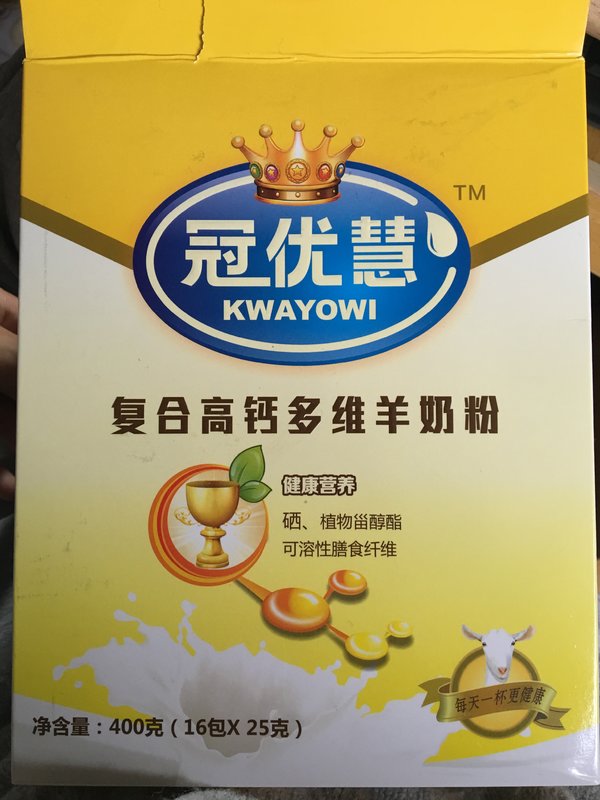 TM
冠优慧
KWAYOWI
复合高钙多维羊奶粉
健康营养
硒、植物甾醇酯
可溶性膳食纤维
每天一杯更健康
净含量：400克（16包X 25克）